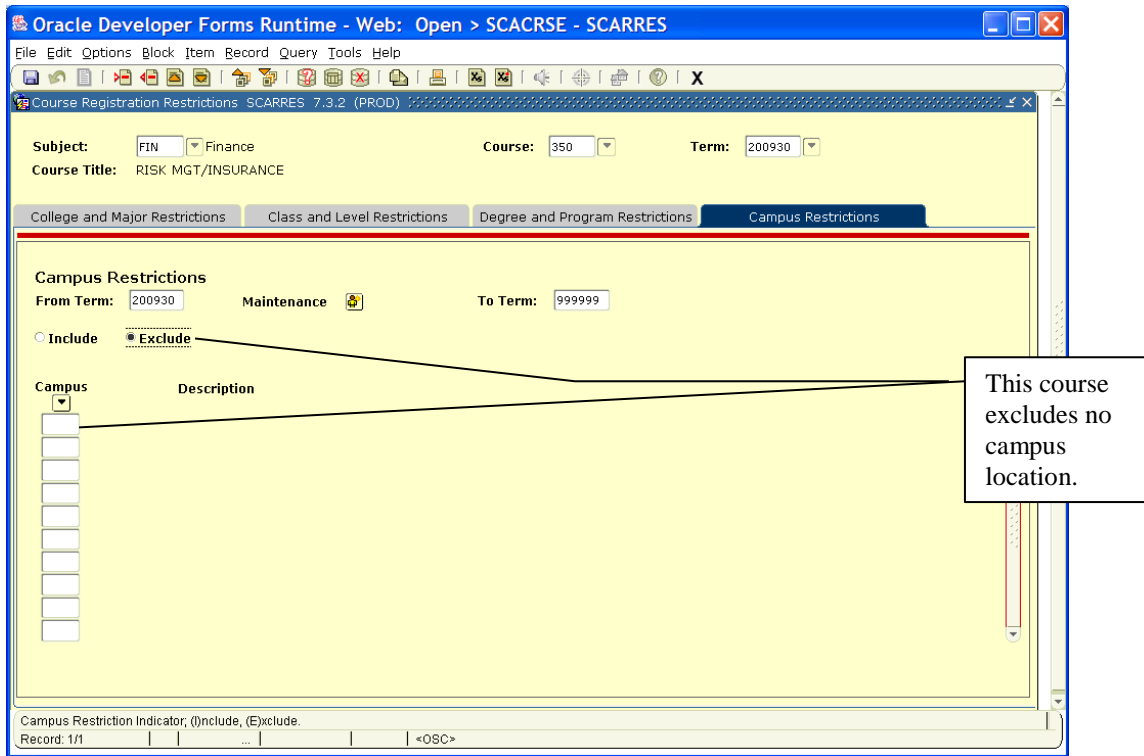 Oracle Developer Forms Runtime - Web: Open > SCACRSE - SCARRES
File Edit Options Block Item Record Query Tools Help
X
Course Registration Restrictions SCARRES 7.3.2 (PROD)
Subject: FIN Finance Course: 350 Term: 200930
Course Title: RISK MGT/INSURANCE
College and Major Restrictions Class and Level Restrictions Degree and Program Restrictions Campus Restrictions
Campus Restrictions
From Term: 200930 Maintenance To Term: 999999
Include Exclude
Campus Description
This course
excludes no
campus
location.
Campus Restriction Indicator; (I)nclude, (E)xclude.
Record: 1/1 ... <OSC>